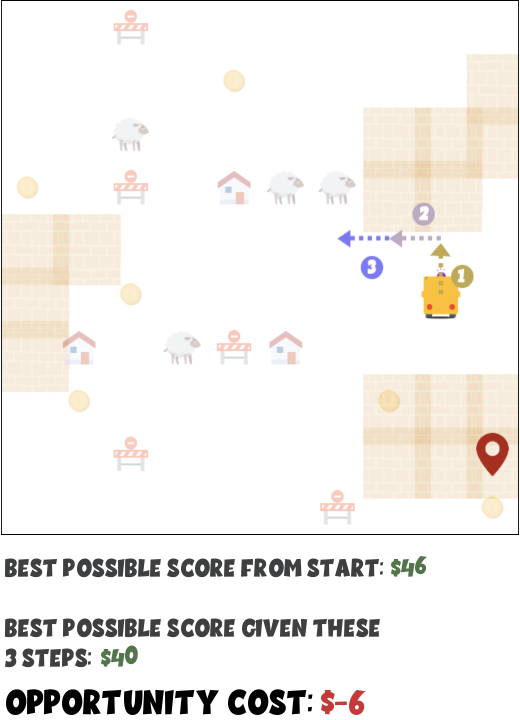 2
3
1
BEST POSSIBLE SCORE FROM START: $46
BEST POSSIBLE SCORE GIVEN THESE
3 STEPS: $40
OPPORTUNITY COST: $-6